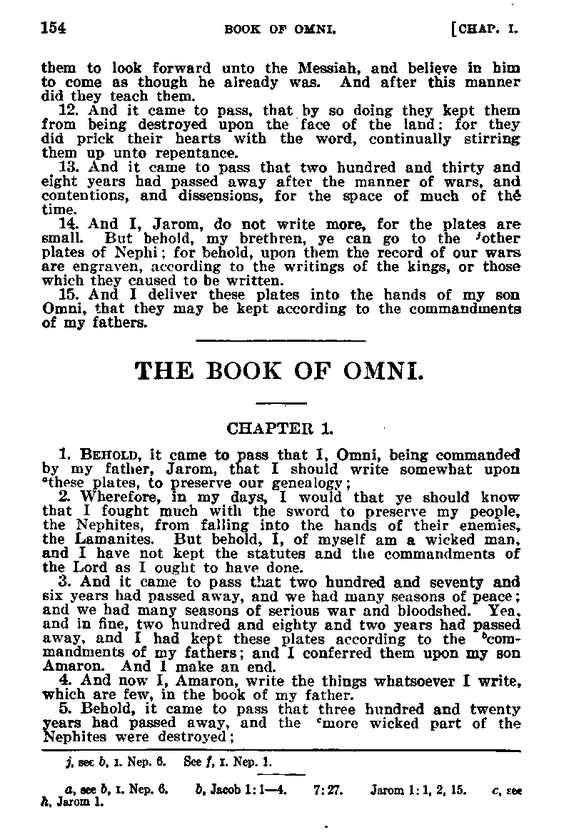 154 BOOK OF OMNI. [CHAP. I.
them to look forward unto the Messiah, and believe in him
to come as though he already was. And after this manner
did they teach them.
12. And it came to pass, that by so doing they kept them
from being destroyed upon the face of the land; for they
did prick their hearts with the word, continually stirring
them up unto repentance.
13. And it came to pass that two hundred and thirty and
eight years had passed away after the manner of wars, and
contentions, and dissensions, for the space of much of the
time.
14. And I, Jarom, do not write more, for the plates are
small. But behold, my brethren, ye can go to the jother
plates of Nephi; for behold, upon them the record of our wars
are engraven, according to the writings of the kings, or those
which they caused to be written.
15. And I deliver these plates into the hands of my son
Omni, that they may be kept according to the commandments
of my fathers.
THE BOOK OF OMNI.
CHAPTER 1.
1. BEHOLD, it came to pass that I, Omni, being commanded
by my father, Jarom, that I should write somewhat upon
athese plates, to preserve our genealogy;
2. Wherefore, in my days, I would that ye should know
that I fought much with the sword to preserve my people,
the Nephites, from falling into the hands of their enemies,
the Lamanites. But behold, I, of myself am a wicked man,
and I have not kept the statutes and the commandments of
the Lord as I ought to have done.
3. And it came to pass that two hundred and seventy and
six years had passed away, and we had many seasons of peace;
and we had many seasons of serious war and bloodshed. Yea,
and in fine, two hundred and eighty and two years had passed
away, and I had kept these plates according to the bcom-
mandments of my fathers; and I conferred them upon my son
Amaron. And I make an end.
4. And now I, Amaron, write the things whatsoever I write,
which are few, in the book of my father.
5. Behold, it came to pass that three hundred and twenty
years had passed away, and the cmore wicked part of the
Nephites were destroyed;
j, see b, I. Nep. 6. See f, I. Nep. 1.
a, see b, I. Nep. 6. b, Jacob 1:1—4. 7:27. Jarom 1:1, 2, 15. c, see
h, Jarom 1.